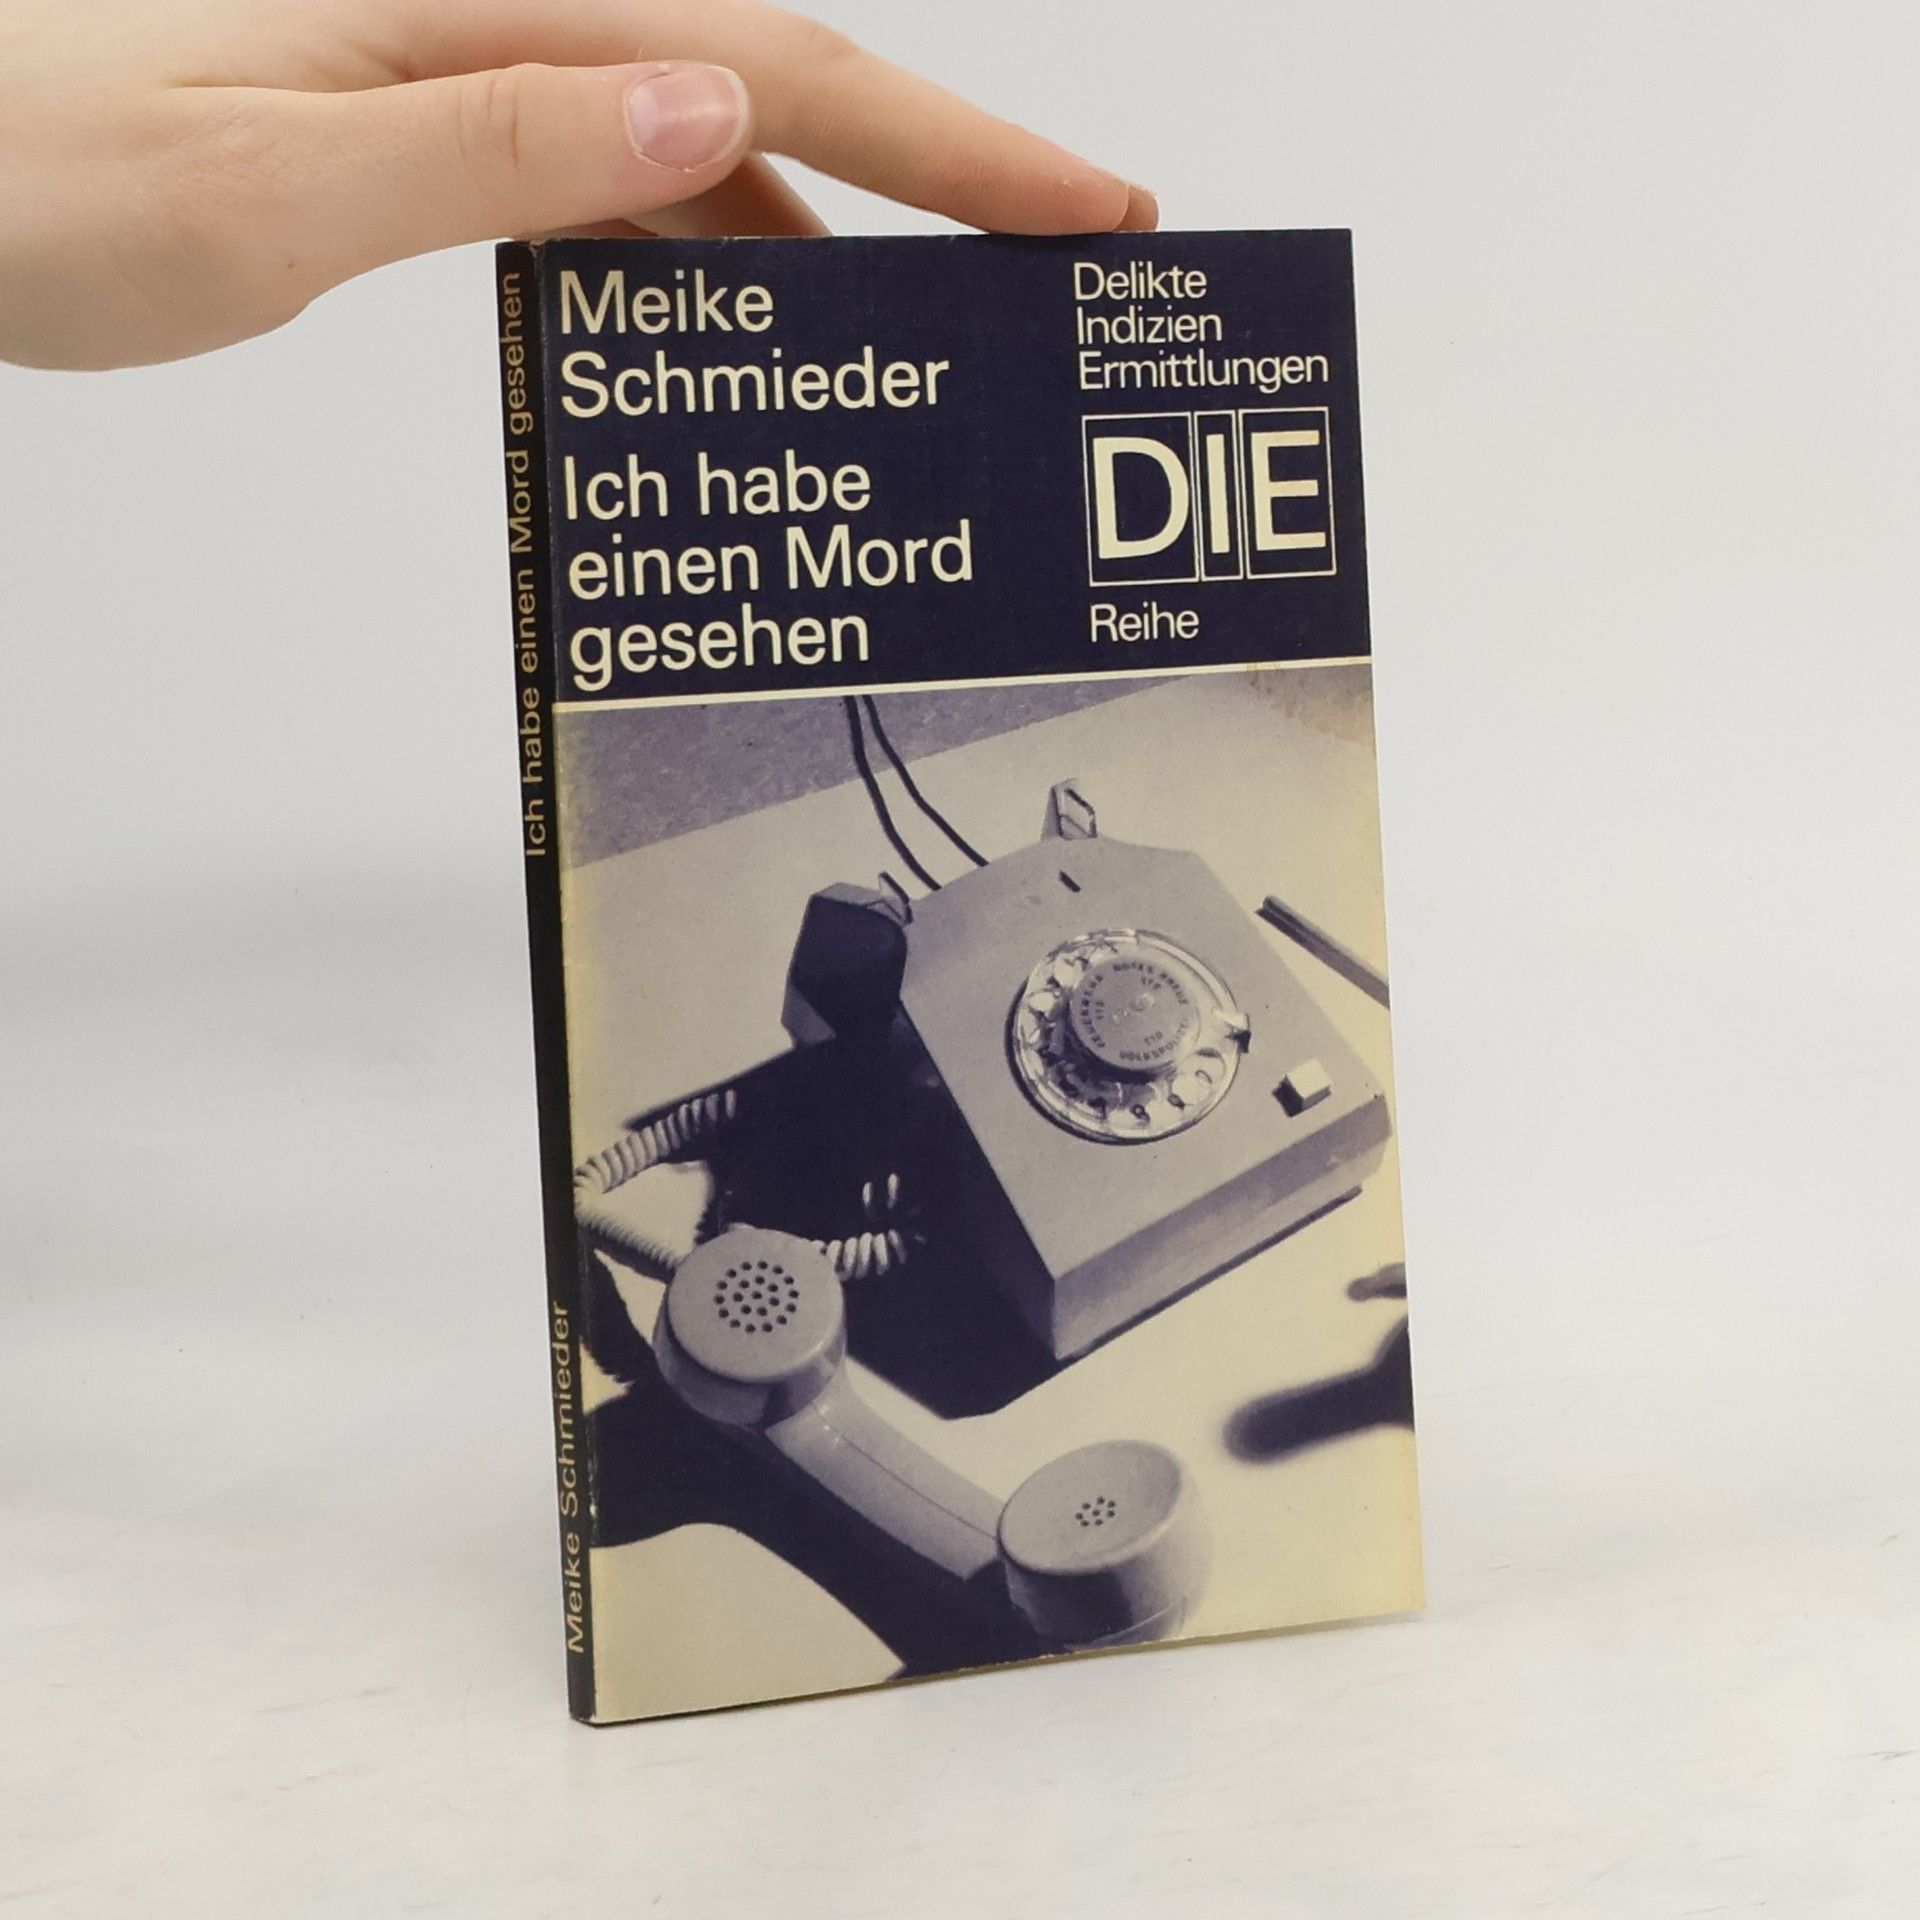 Meike
Schmieder
Ich habe
einen Mord
gesehen
Delikte
Indizien
Ermittlungen
DIE
Reihe
Meike Schmieder Ich habe einen Mord gesehen